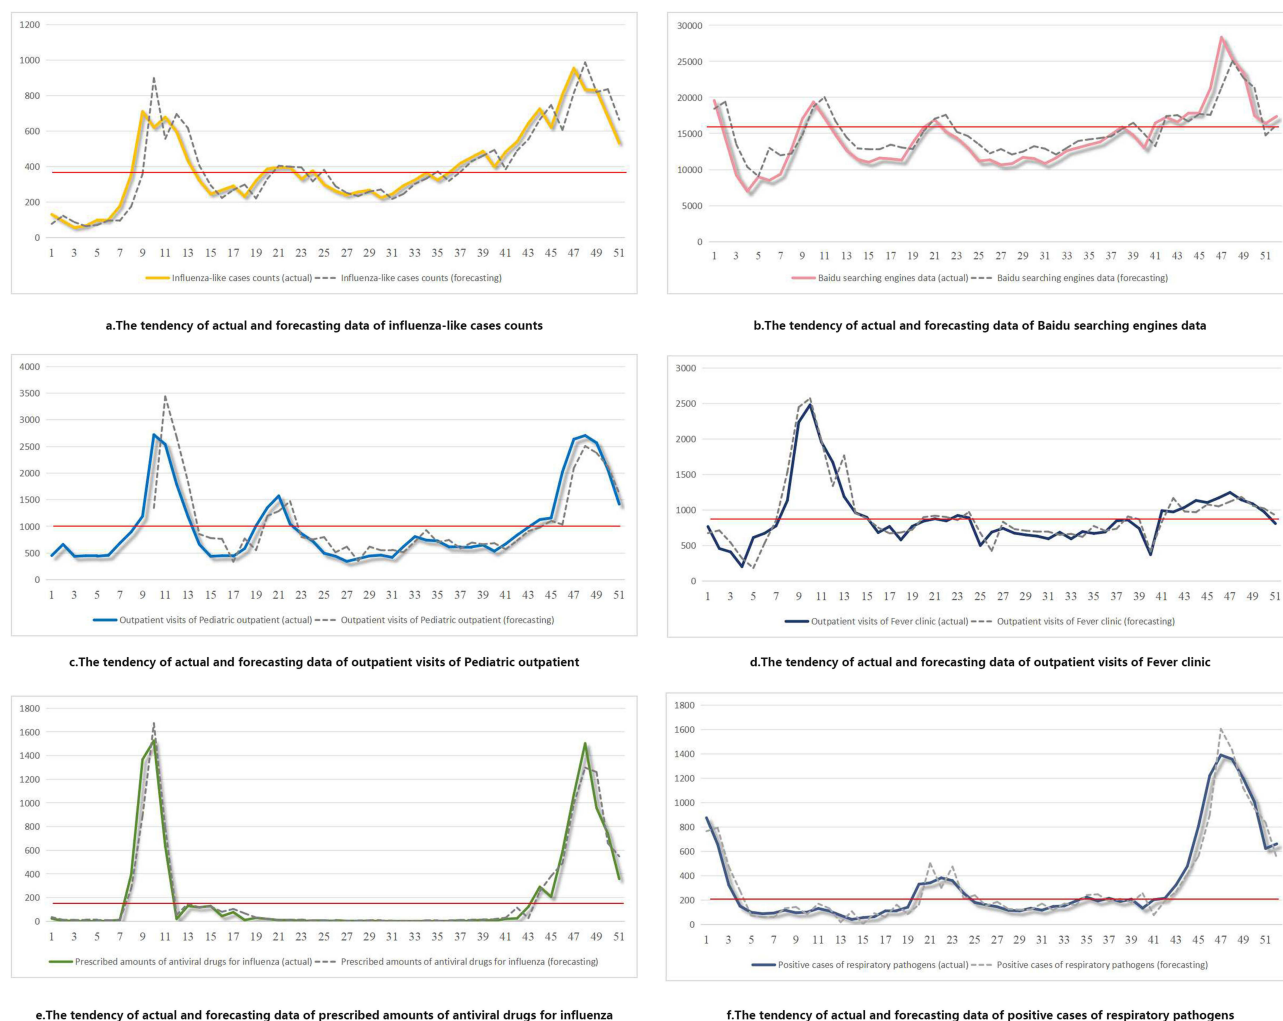 1200
1000
800
600
400
200
0
1 3 5 7 9 11 13 15 17 19 21 23 25 27 29 31 33 35 37 39 41 43 45 47 49 51
Influenza-like cases counts (actual) Influenza-like cases counts (forecasting)
a.The tendency of actual and forecasting data of influenza-like cases counts
30000
25000
20000
15000
10000
5000
0
1 3 5 7 9 11 13 15 17 19 21 23 25 27 29 31 33 35 37 39 41 43 45 47 49 51
Baidu searching engines data (actual) Baidu searching engines data (forecasting)
b.The tendency of actual and forecasting data of Baidu searching engines data
4000
3500
3000
2500
2000
1500
1000
500
0
1 3 5 7 9 11 13 15 17 19 21 23 25 27 29 31 33 35 37 39 41 43 45 47 49 51
Outpatient visits of Pediatric outpatient (actual) Outpatient visits of Pediatric outpatient (forecasting)
c.The tendency of actual and forecasting data of outpatient visits of Pediatric outpatient
3000
2500
2000
1500
1000
500
0
1 3 5 7 9 11 13 15 17 19 21 23 25 27 29 31 33 35 37 39 41 43 45 47 49 51
Outpatient visits of Fever clinic (actual) Outpatient visits of Fever clinic (forecasting)
d.The tendency of actual and forecasting data of outpatient visits of Fever clinic
1800
1600
1400
1200
1000
800
600
400
200
0
1 3 5 7 9 11 13 15 17 19 21 23 25 27 29 31 33 35 37 39 41 43 45 47 49 51
Prescribed amounts of antiviral drugs for influenza (actual) Prescribed amounts of antiviral drugs for influenza (forecasting)
e.The tendency of actual and forecasting data of prescribed amounts of antiviral drugs for influenza
1800
1600
1400
1200
1000
800
600
400
200
0
1 3 5 7 9 11 13 15 17 19 21 23 25 27 29 31 33 35 37 39 41 43 45 47 49 51
Positive cases of respiratory pathogens (actual) Positive cases of respiratory pathogens (forecasting)
f.The tendency of actual and forecasting data of positive cases of respiratory pathogens